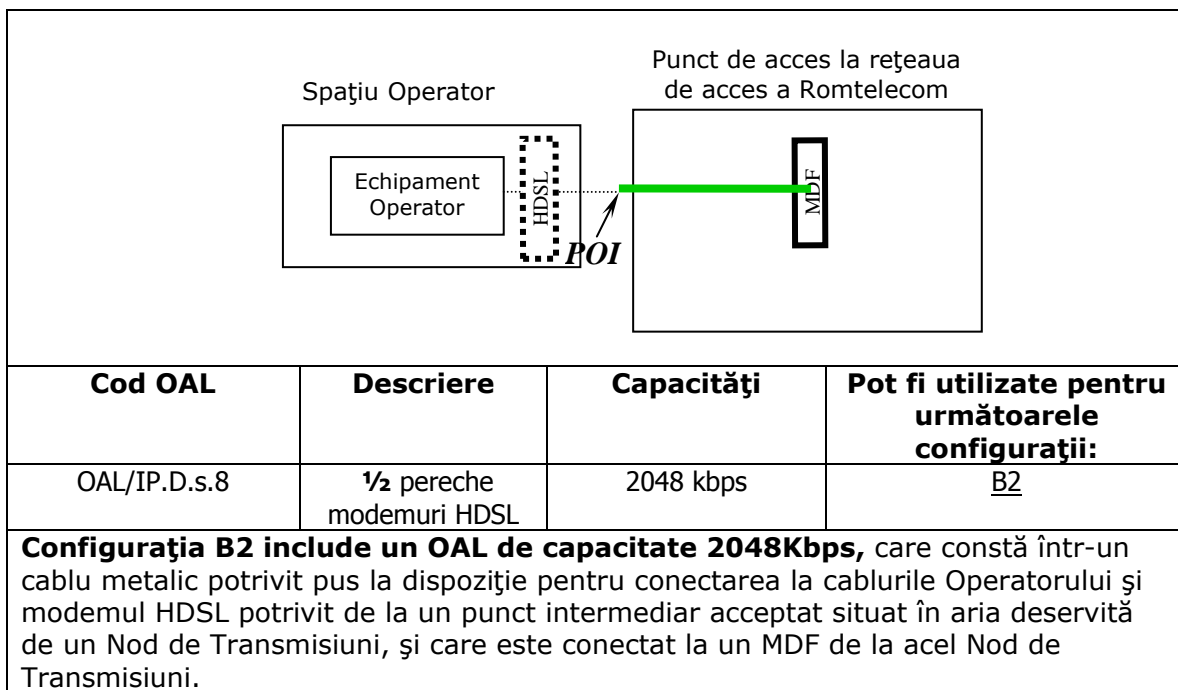 Punct de acces la reţeaua
de acces a Romtelecom
Spaţiu Operator
Echipament
Operator
HDSL
POI
MDF
Cod OAL
Descriere
Capacităţi
Pot fi utilizate pentru
următoarele
configuraţii:
OAL/IP.D.s.8
½ pereche
modemuri HDSL
2048 kbps
B2
Configuraţia B2 include un OAL de capacitate 2048Kbps, care constă într-un
cablu metalic potrivit pus la dispoziţie pentru conectarea la cablurile Operatorului şi
modemul HDSL potrivit de la un punct intermediar acceptat situat în aria deservită
de un Nod de Transmisiuni, şi care este conectat la un MDF de la acel Nod de
Transmisiuni.